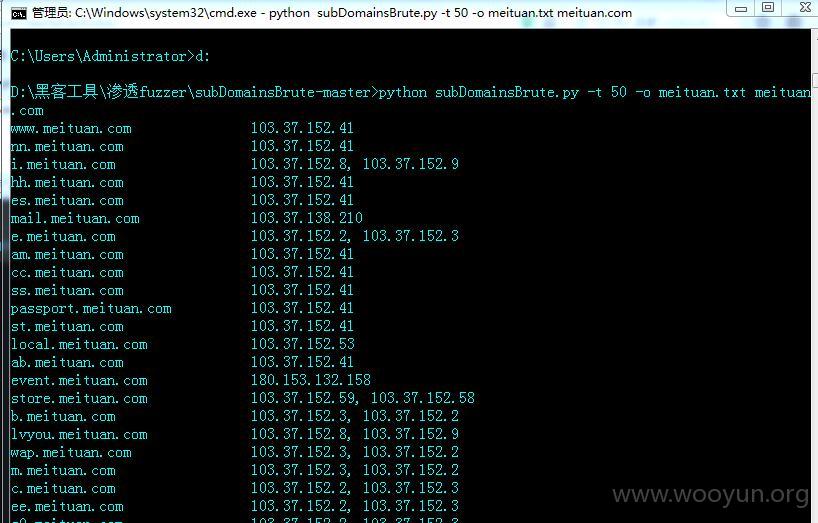 管理员: C:\Windows\system32\cmd.exe - python  subDomainsBrute.py -t 50 -o meituan.txt meituan.com
C:\Users\Administrator>d:
D:\黑客工具\渗透fuzzer\subDomainsBrute-master>python subDomainsBrute.py -t 50 -o meituan.txt meituan
.com
www.meituan.com 103.37.152.41
nn.meituan.com 103.37.152.41
i.meituan.com 103.37.152.8, 103.37.152.9
hh.meituan.com 103.37.152.41
es.meituan.com 103.37.152.41
mail.meituan.com 103.37.138.210
e.meituan.com 103.37.152.2, 103.37.152.3
am.meituan.com 103.37.152.41
cc.meituan.com 103.37.152.41
ss.meituan.com 103.37.152.41
passport.meituan.com 103.37.152.41
st.meituan.com 103.37.152.41
local.meituan.com 103.37.152.53
ab.meituan.com 103.37.152.41
event.meituan.com 180.153.132.158
store.meituan.com 103.37.152.59, 103.37.152.58
b.meituan.com 103.37.152.3, 103.37.152.2
lvyou.meituan.com 103.37.152.8, 103.37.152.9
wap.meituan.com 103.37.152.3, 103.37.152.2
m.meituan.com 103.37.152.3, 103.37.152.2
c.meituan.com 103.37.152.2, 103.37.152.3
ee.meituan.com 103.37.152.2, 103.37.152.3
www.wooyun.org